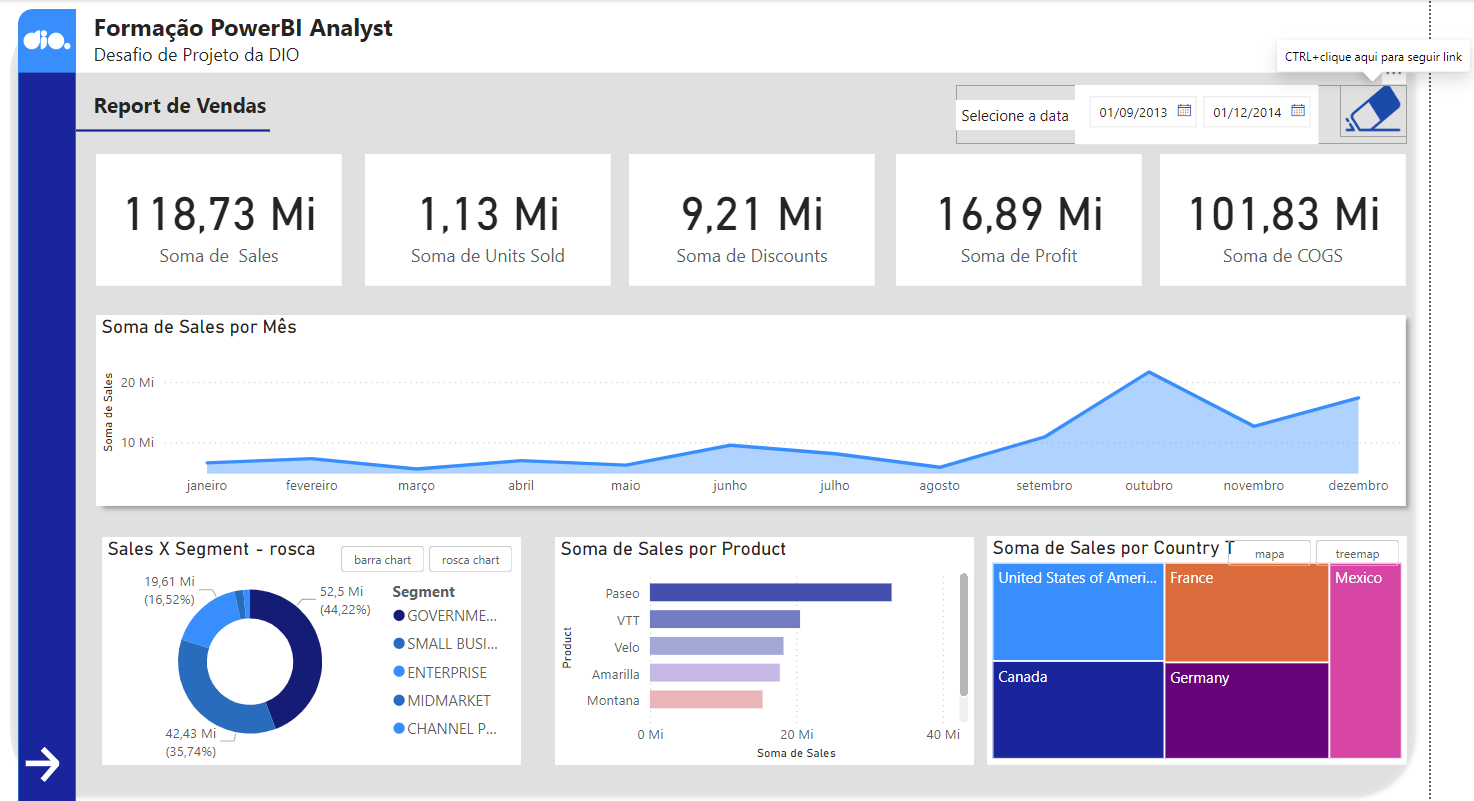 dio.
Formação PowerBI Analyst
Desafio de Projeto da DIO
CTRL+clique aqui para seguir link
Report de Vendas
Selecione a data
01/09/2013
01/12/2014
118,73 Mi
Soma de  Sales
1,13 Mi
Soma de Units Sold
9,21 Mi
Soma de Discounts
16,89 Mi
Soma de Profit
101,83 Mi
Soma de COGS
Soma de Sales por Mês
Soma de Sales
20 Mi
10 Mi
janeiro
fevereiro
março
abril
maio
junho
julho
agosto
setembro
outubro
novembro
dezembro
Sales X Segment - rosca
barra chart
rosca chart
19,61 Mi
(16,52%)
52,5 Mi
(44,22%)
42,43 Mi
(35,74%)
Segment
GOVERNME...
SMALL BUSI...
ENTERPRISE
MIDMARKET
CHANNEL P...
Soma de Sales por Product
Product
Paseo
VTT
Velo
Amarilla
Montana
0 Mi
20 Mi
40 Mi
Soma de Sales
Soma de Sales por Country T
mapa
treemap
United States of Ameri...
France
Mexico
Canada
Germany